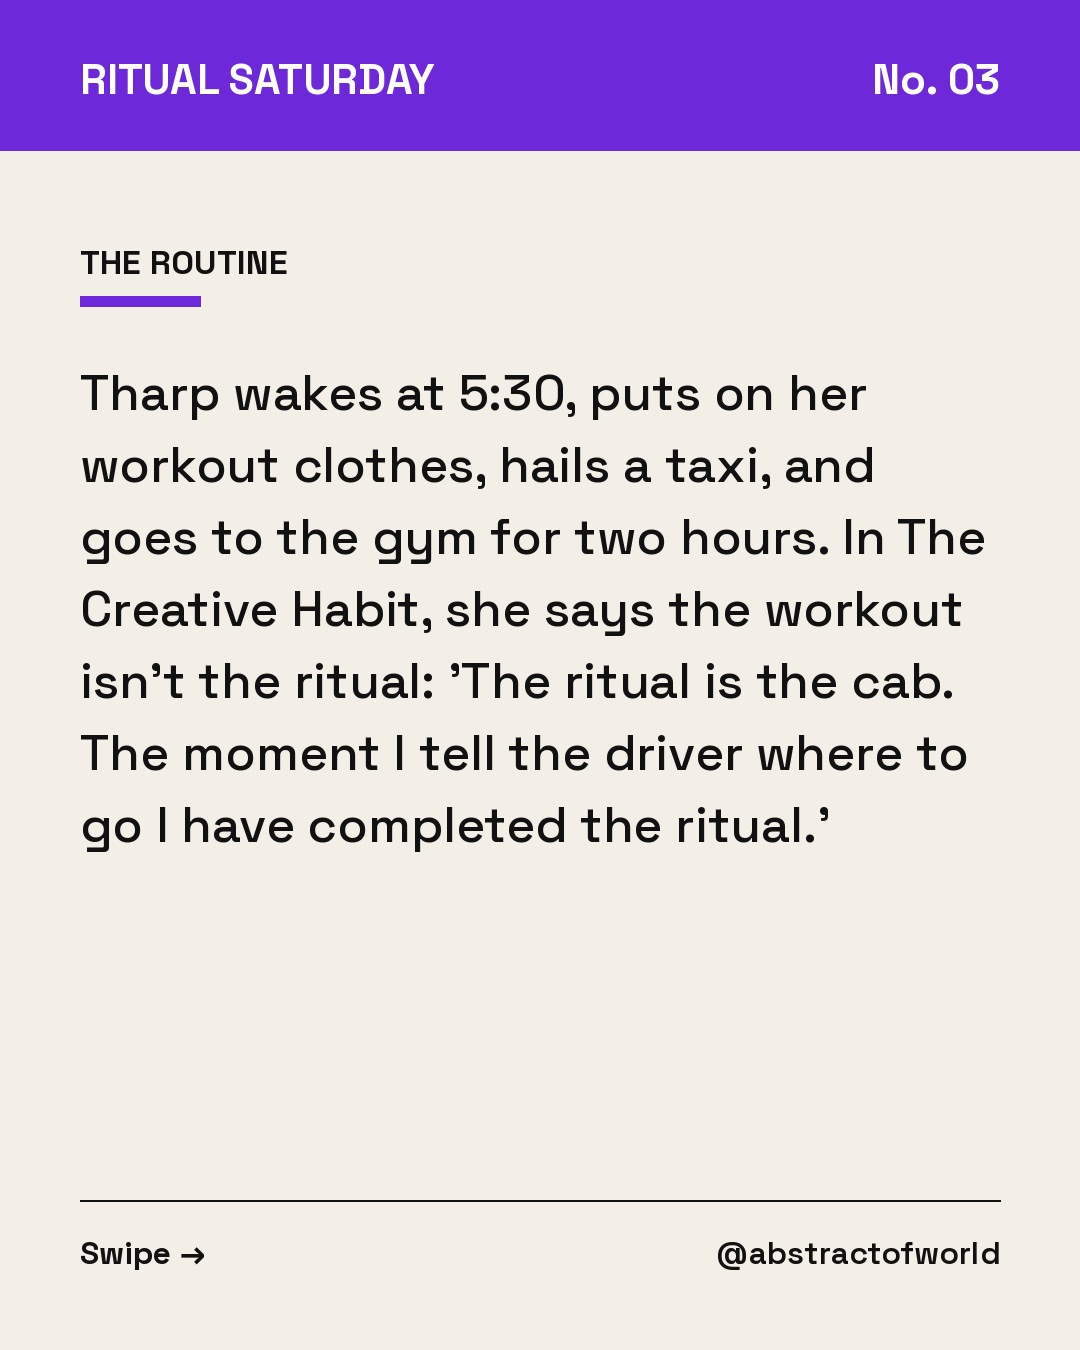 RITUAL SATURDAY
No. 03
THE ROUTINE
Tharp wakes at 5:30, puts on her
workout clothes, hails a taxi, and
goes to the gym for two hours. In The
Creative Habit, she says the workout
isn’t the ritual: ’The ritual is the cab.
The moment I tell the driver where to
go I have completed the ritual.’
Swipe →
@abstractofworld